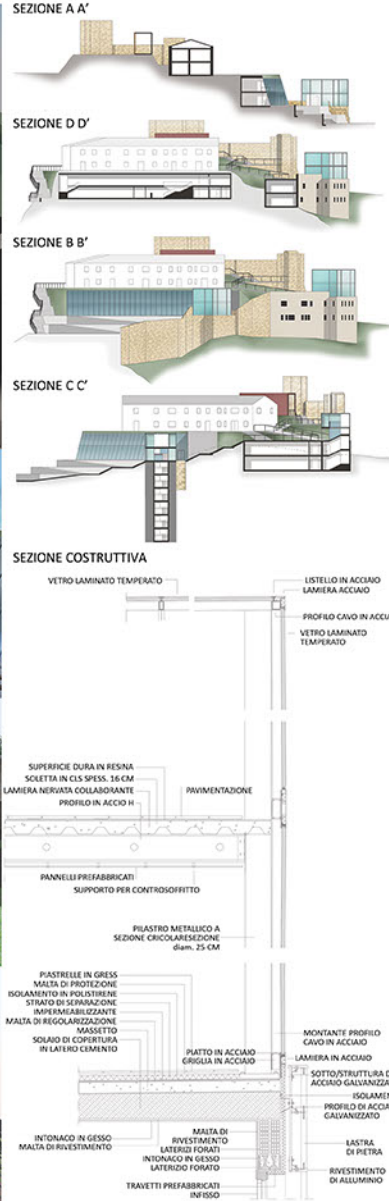 SEZIONE A A'
SEZIONE D D'
SEZIONE B B'
SEZIONE C C'
SEZIONE COSTRUTTIVA
VETRO LAMINATO TEMPERATO
LISTELLO IN ACCIAIO
LAMIERA ACCIAIO
PROFILO CAVO IN ACCIA
VETRO LAMINATO
TEMPERATO
SUPERFICIE DURA IN RESINA
SOLETTA IN CLS SPESS. 16 CM
LAMIERA NERVATA COLLABORANTE
PROFILO IN ACCIO H
PAVIMENTAZIONE
PANNELLI PREFABBRICATI
SUPPORTO PER CONTROSOFFITTO
PILASTRO METALLICO A
SEZIONE CRICOLARESEZIONE
diam. 25 CM
PIASTRELLE IN GRESS
MALTA DI PROTEZIONE
ISOLAMENTO IN POLISTIRENE
STRATO DI SEPARAZIONE
IMPERMEABILIZZANTE
MALTA DI REGOLARIZZAZIONE
MASSETTO
SOLAIO DI COPERTURA
IN LATERO CEMENTO
PIATTO IN ACCIAIO
GRIGLIA IN ACCIAIO
MONTANTE PROFILO
CAVO IN ACCIAIO
LAMIERA IN ACCIAIO
SOTTO/STRUTTURA D
ACCIAIO GALVANIZZA
ISOLAMEN
PROFILO DI ACCIA
GALVANIZZATO
INTONACO IN GESSO
MALTA DI RIVESTIMENTO
MALTA DI
RIVESTIMENTO
LATERIZI FORATI
INTONACO IN GESSO
LATERIZIO FORATO
TRAVETTI PREFABBRICATI
INFISSO
LASTRA
DI PIETRA
RIVESTIMENTO
DI ALLUMINIO